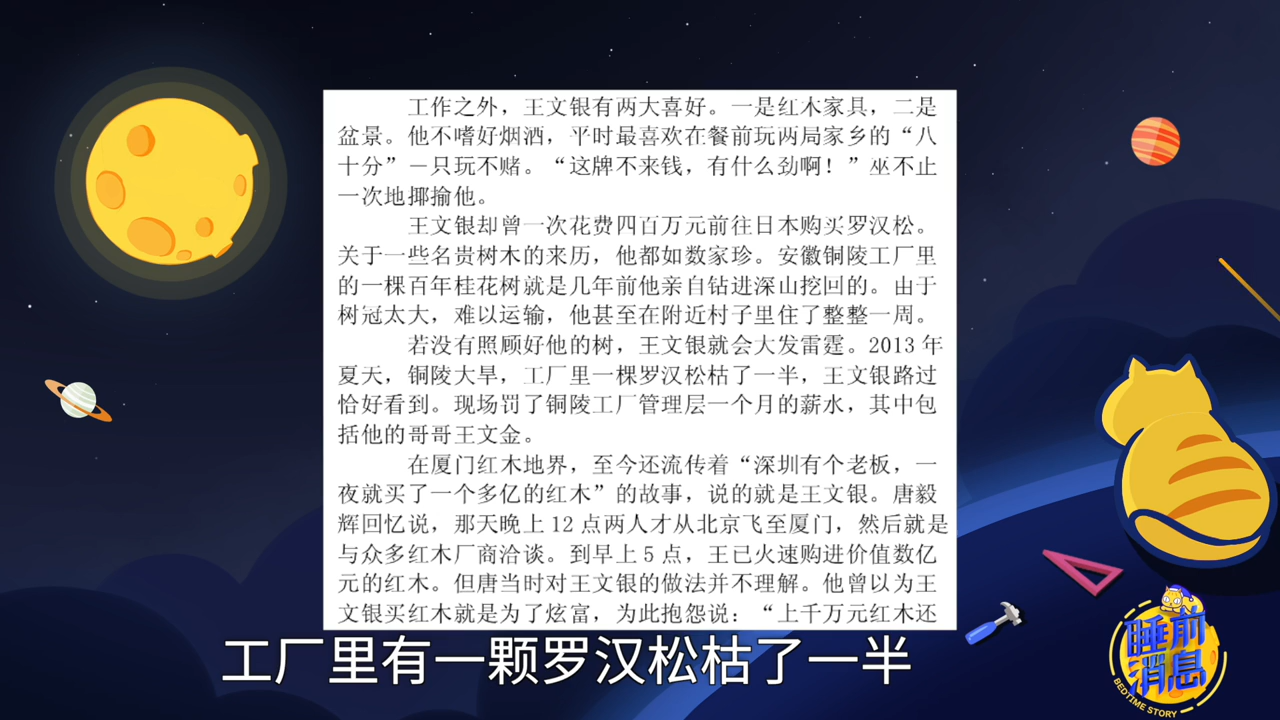 工作之外，王文银有两大喜好。一是红木家具，二是
盆景。他不嗜好烟酒，平时最喜欢在餐前玩两局家乡的“八
十分”－只玩不赌。“这牌不来钱，有什么劲啊！”巫不止
一次地揶揄他。
王文银却曾一次花费四百万元前往日木购买罗汉松。
关于一些名贵树木的来历，他都如数家珍。安徽铜陵工厂里
的一棵百年桂花树就是几年前他亲自钻进深山挖回的。由于
树冠太大，难以运输，他甚至在附近村子里住了整整一周。
若没有照顾好他的树，王文银就会大发雷霆。2013 年
夏天，铜陵大旱，工厂里一棵罗汉松枯了一半，王文银路过
恰好看到。现场罚了铜陵工厂管理层一个月的薪水，其中包
括他的哥哥王文金。
在厦门红木地界，至今还流传着“深圳有个老板，一
夜就买了一个多亿的红木”的故事，说的就是王文银。唐毅
辉回忆说，那天晚上 12 点两人才从北京飞至厦门，然后就是
与众多红木厂商洽谈。到早上 5 点，王已火速购进价值数亿
元的红木。但唐当时对王文银的做法并不理解。他曾以为王
文银买红木就是为了炫富，为此抱怨说：“上千万元红木还
工厂里有一颗罗汉松枯了一半
睡前
消息
BEDTIME STORY